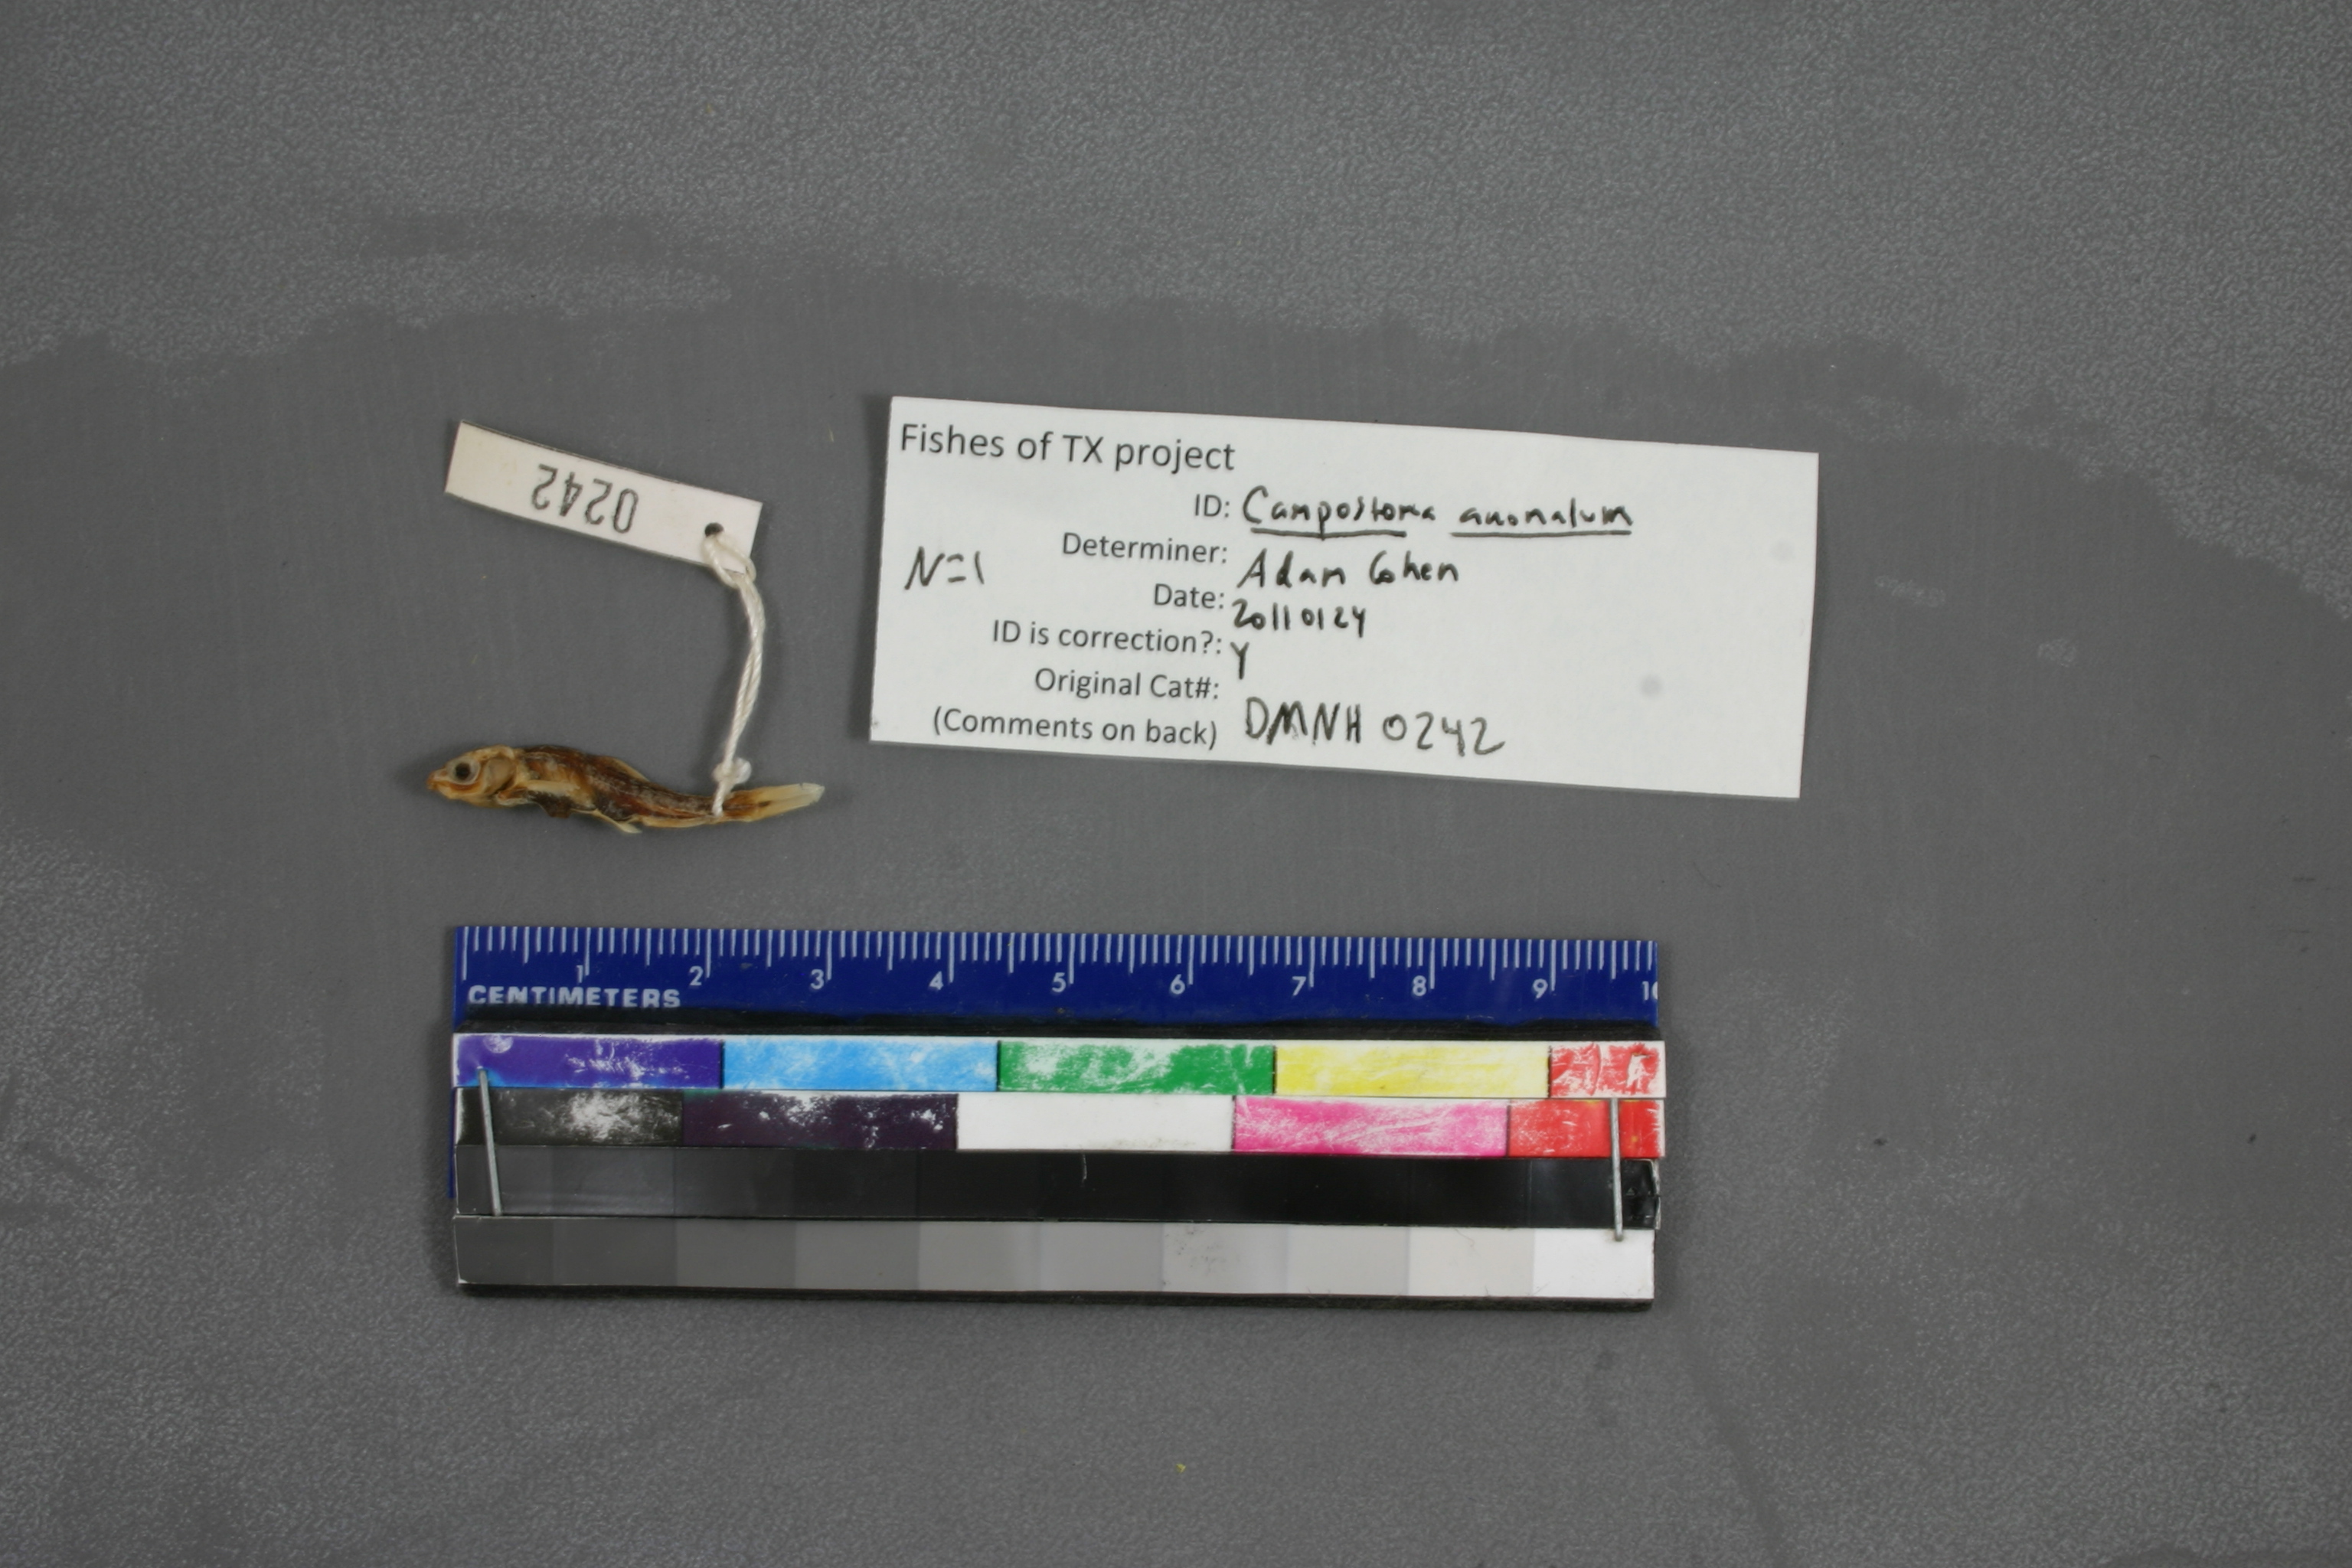 0242
Fishes of TX project
ID: Campostoma anomalum
Determiner: Adam Cohen
N=1
Date: 20110124
ID is correction?: Y
Original Cat#:
(Comments on back) DMNH 0242
1 2 3 4 5 6 7 8 9 10
CENTIMETERS